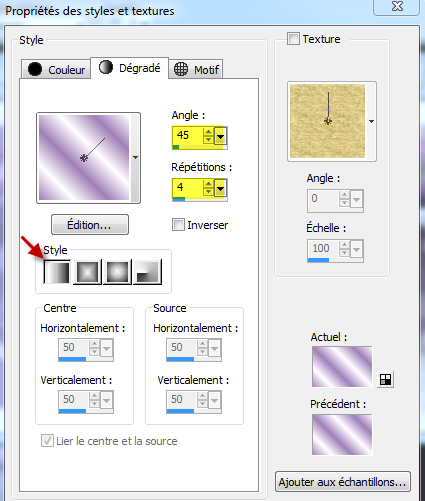 Propriétés des styles et textures
Style
Couleur
Dégradé
Motif
Angle :
45
Répétitions :
4
Édition...
Inverser
Style
Centre
Horizontalement :
50
Verticalement :
50
Source
Horizontalement :
50
Verticalement :
50
Lier le centre et la source
Texture
Angle :
0
Échelle :
100
Actuel :
Précédent :
Ajouter aux échantillons...